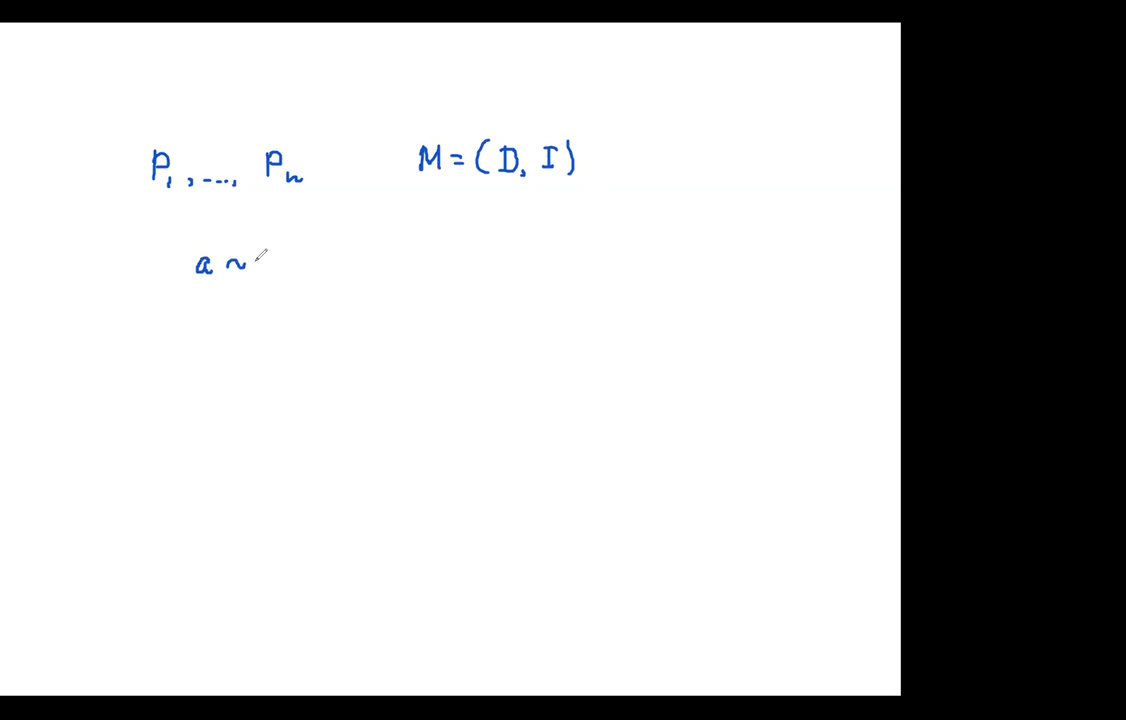 P₁, ..., Pₙ M = (D, I)
a ~